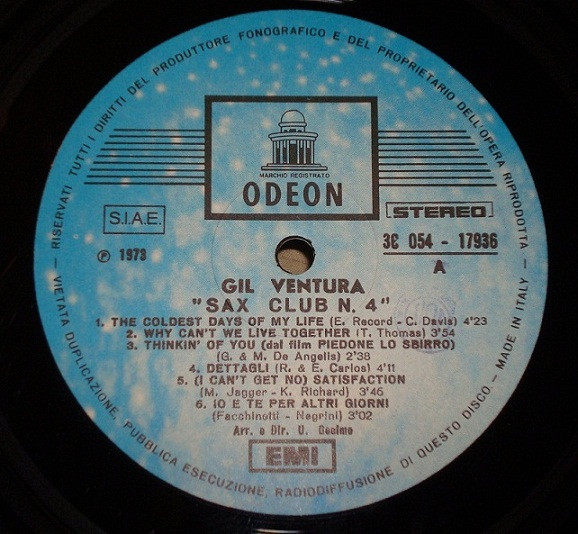 RISERVATI TUTTI I DIRITTI DEL PRODUTTORE FONOGRAFICO E DEL PROPRIETARIO DELL'OPERA RIPRODOTTA
MARCHIO REGISTRATO
ODEON
S.I.A.E.
STEREO
℗ 1973
3C 054 - 17936
A
GIL VENTURA
"SAX CLUB N. 4"
1. THE COLDEST DAYS OF MY LIFE (E. Record - C. Davis) 4'23
2. WHY CAN'T WE LIVE TOGETHER (T. Thomas) 3'54
3. THINKIN' OF YOU (dal film PIEDONE LO SBIRRO)
(G. & M. De Angelis) 2'38
4. DETTAGLI (R. & E. Carlos) 4'11
5. (I CAN'T GET NO) SATISFACTION
(M. Jagger - K. Richard) 3'46
6. IO E TE PER ALTRI GIORNI
(Facchinetti - Negrini) 3'02
Arr. e Dir. U.
EMI
VIETATA DUPLICAZIONE, PUBBLICA ESECUZIONE, RADIODIFFUSIONE DI QUESTO DISCO. - MADE IN ITALY -